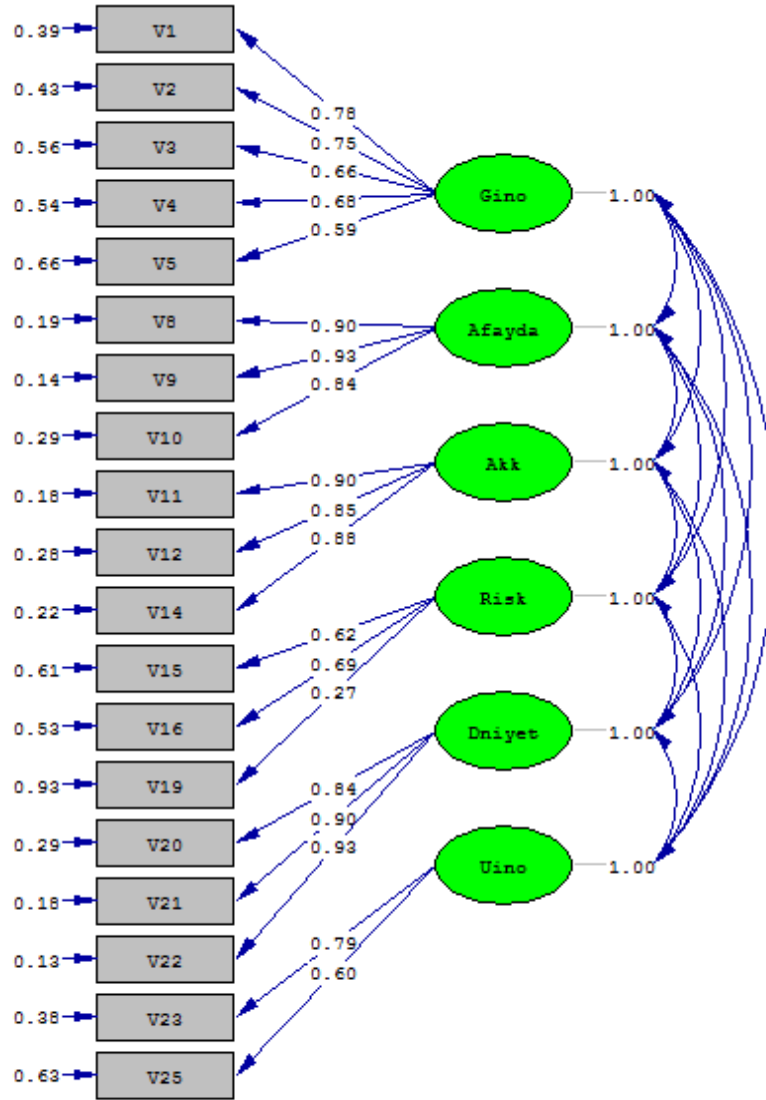 0.39 V1
0.43 V2
0.78
0.56 V3
0.75
0.66
0.54 V4
0.68
Gino 1.00
0.59
0.66 V5
0.19 V8
0.90
Afayda 1.00
0.93
0.14 V9
0.84
0.29 V10
Akk 1.00
0.90
0.18 V11
0.85
0.28 V12
0.88
0.22 V14
Risk 1.00
0.62
0.61 V15
0.69
0.27
0.53 V16
Dniyet 1.00
0.93 V19
0.84
0.90
0.29 V20
0.93
Uino 1.00
0.18 V21
0.79
0.13 V22
0.60
0.38 V23
0.63 V25